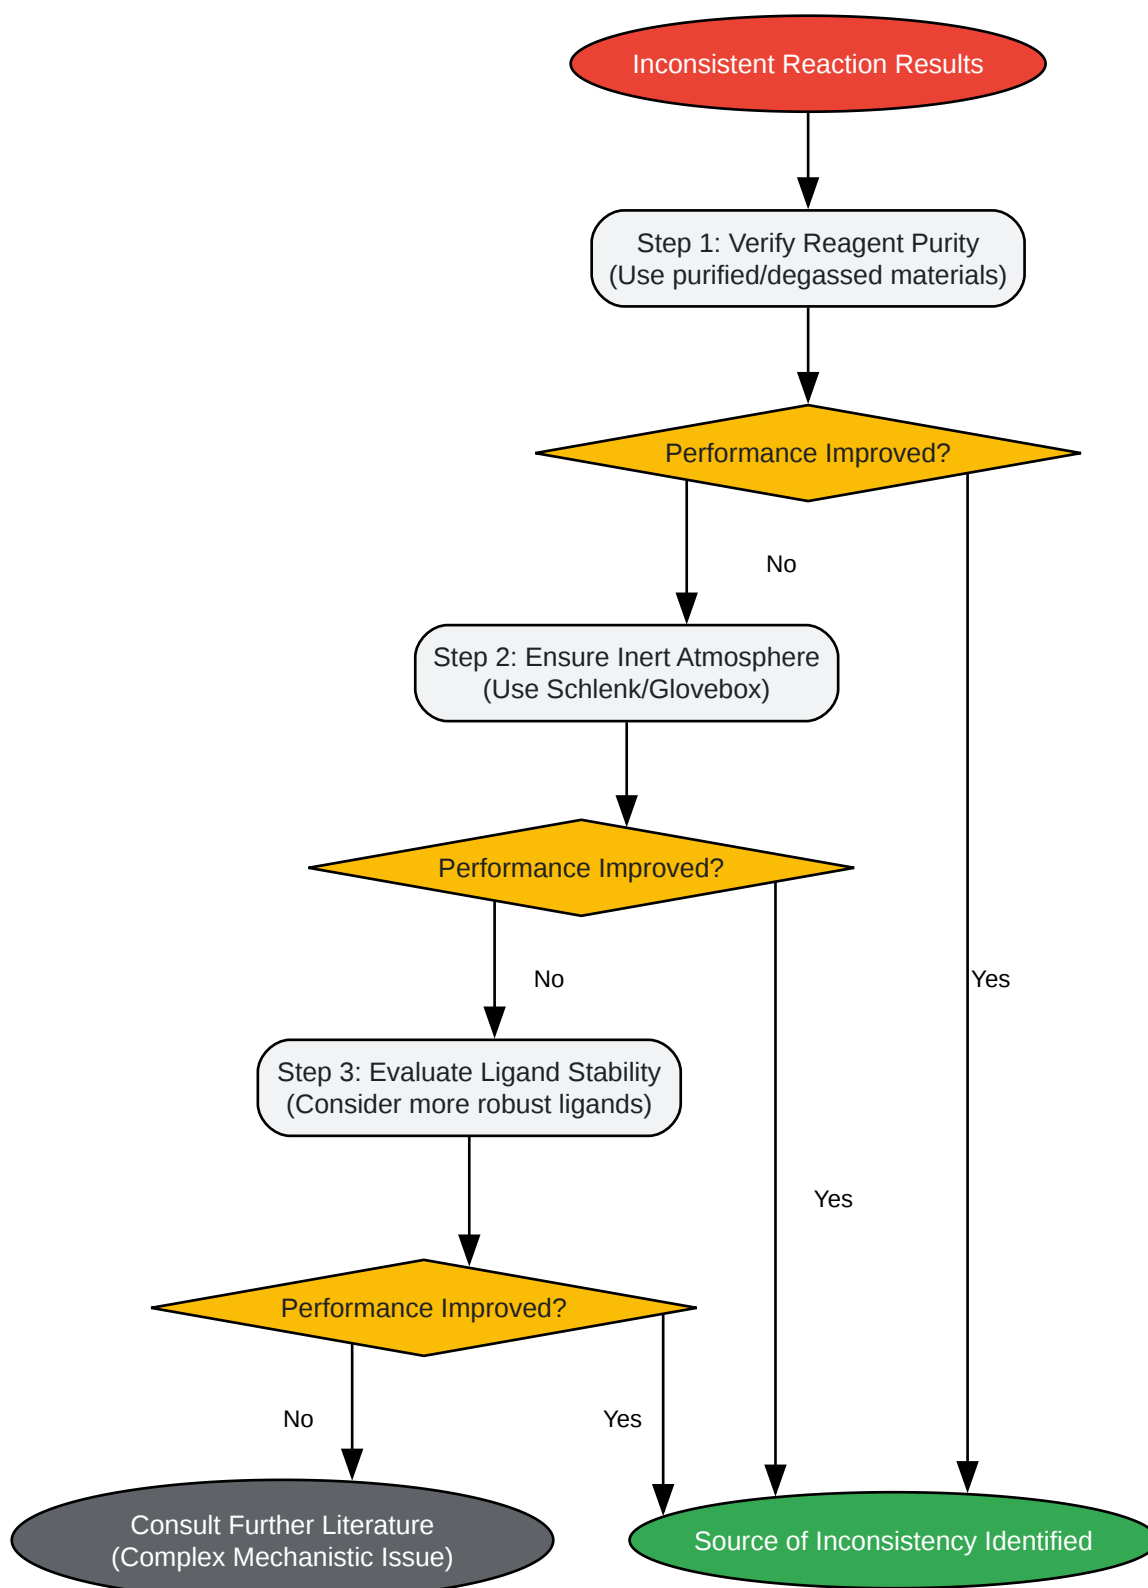 Inconsistent Reaction Results
Step 1: Verify Reagent Purity
(Use purified/degassed materials)
Performance Improved?
No
Step 2: Ensure Inert Atmosphere
(Use Schlenk/Glovebox)
Performance Improved?
No
Yes
Step 3: Evaluate Ligand Stability
(Consider more robust ligands)
Yes
Performance Improved?
No
Yes
Consult Further Literature
(Complex Mechanistic Issue)
Source of Inconsistency Identified